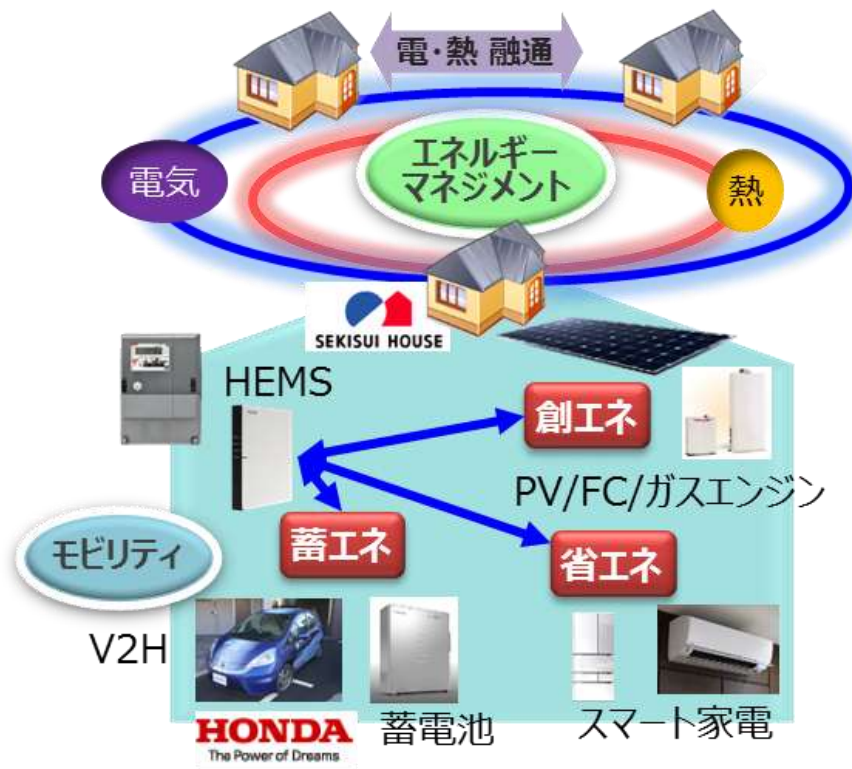 電・熱 融通
エネルギー
マネジメント
電気
熱
SEKISUI HOUSE
HEMS
創エネ
PV/FC/ガスエンジン
蓄エネ
省エネ
モビリティ
V2H
蓄電池
スマート家電
HONDA
The Power of Dreams